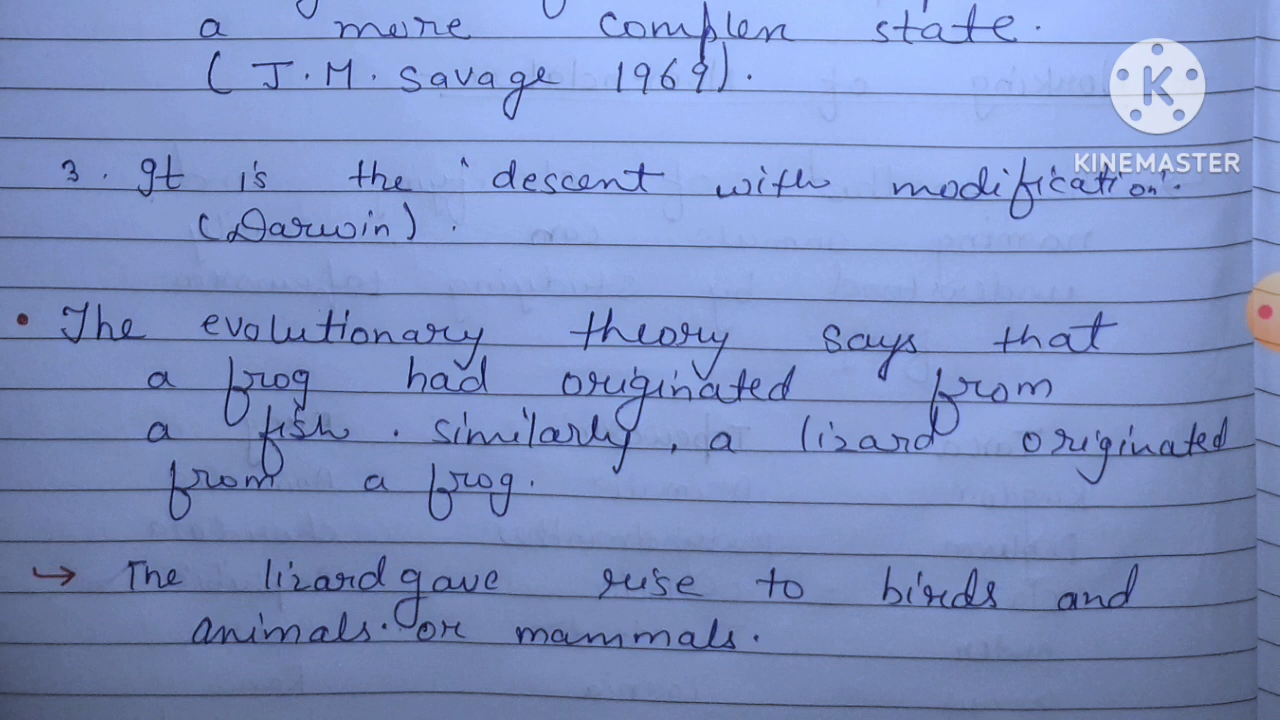 a more complex state.
(J.M. Savage 1969).
KINEMASTER
3. It is the 'descent with modification'.
(Darwin).
• The evolutionary theory says that
a frog had originated from
a fish. similarly, a lizard originated
from a frog.
→ The lizard gave rise to birds and
animals. or mammals.